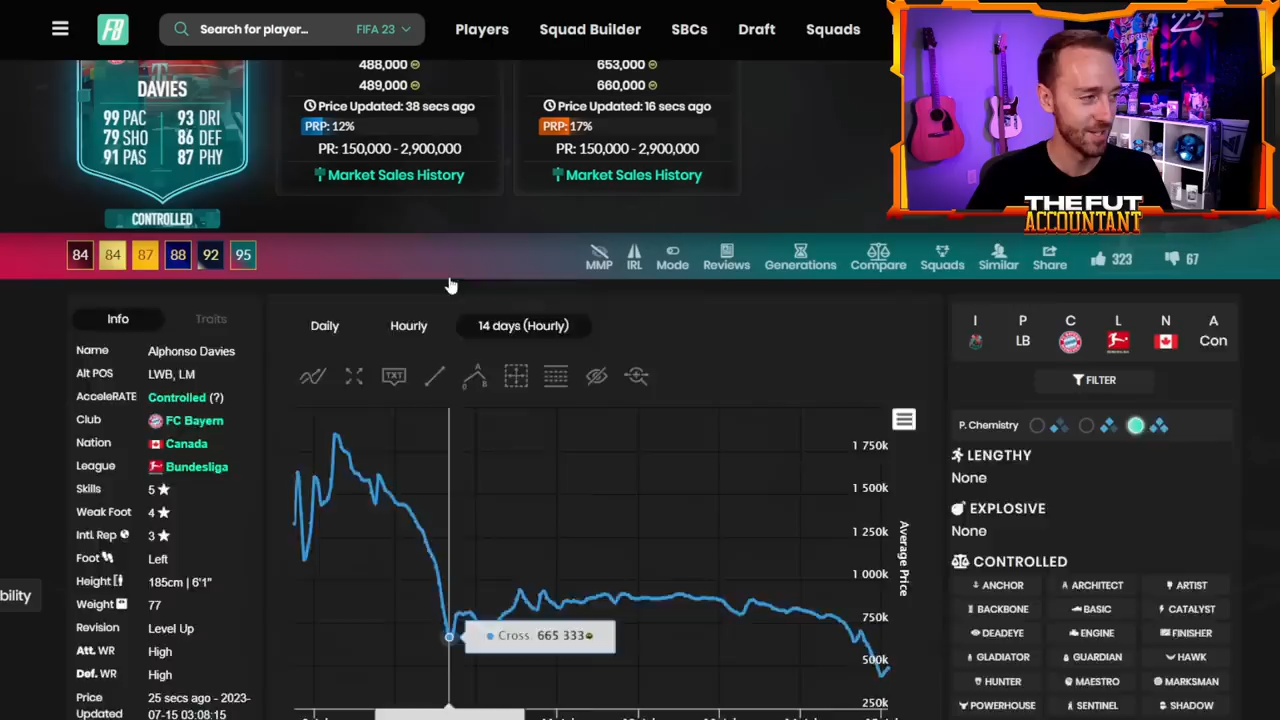 FB
Search for player...
FIFA 23
Players
Squad Builder
SBCs
Draft
Squads
DAVIES
99 PAC 93 DRI
79 SHO 86 DEF
91 PAS 87 PHY
CONTROLLED
488,000
489,000
Price Updated: 38 secs ago
PRP: 12%
PR: 150,000 - 2,900,000
Market Sales History
653,000
660,000
Price Updated: 16 secs ago
PRP: 17%
PR: 150,000 - 2,900,000
Market Sales History
THE FUT
ACCOUNTANT
84 84 87 88 92 95
MMP
IRL
Mode
Reviews
Generations
Compare
Squads
Similar
Share
323
67
Info
Traits
Name Alphonso Davies
Alt POS LWB, LM
AcceleRATE Controlled (?)
Club FC Bayern
Nation Canada
League Bundesliga
Skills 5
Weak Foot 4
Intl. Rep 3
Foot Left
Height 185cm | 6'1"
Weight 77
Revision Level Up
Att. WR High
Def. WR High
Price 25 secs ago - 2023-
Updated 07-15 03:08:15
bility
Daily
Hourly
14 days (Hourly)
TXT
1 750k
1 500k
1 250k
1 000k
750k
500k
250k
Average Price
Cross. 665 333
I P C L N A
LB Con
FILTER
P. Chemistry
LENGTHY
None
EXPLOSIVE
None
CONTROLLED
ANCHOR ARCHITECT ARTIST
BACKBONE BASIC CATALYST
DEADEYE ENGINE FINISHER
GLADIATOR GUARDIAN HAWK
HUNTER MAESTRO MARKSMAN
POWERHOUSE SENTINEL SHADOW